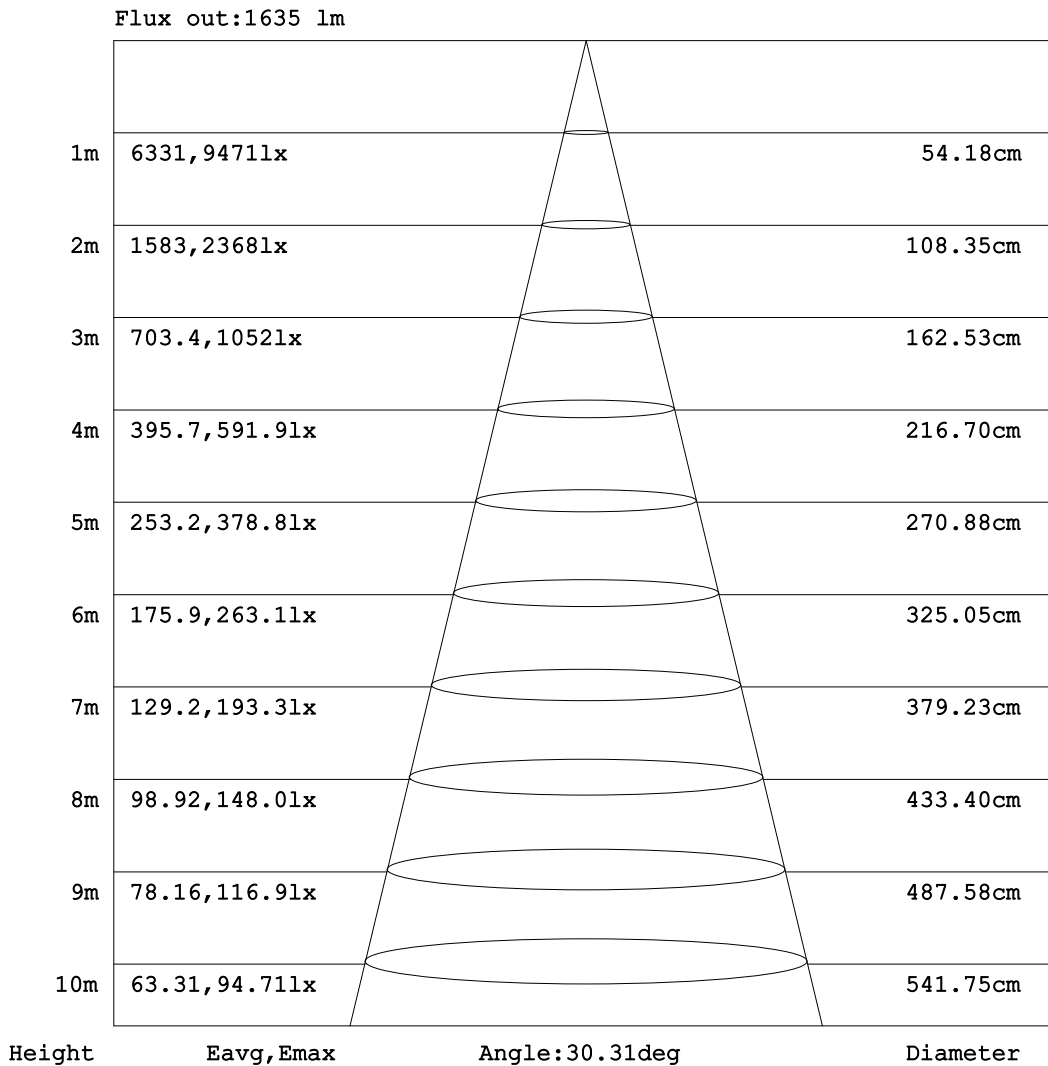 Flux out:1635 lm
1m 6331,9471lx 54.18cm
2m 1583,2368lx 108.35cm
3m 703.4,1052lx 162.53cm
4m 395.7,591.9lx 216.70cm
5m 253.2,378.8lx 270.88cm
6m 175.9,263.1lx 325.05cm
7m 129.2,193.3lx 379.23cm
8m 98.92,148.0lx 433.40cm
9m 78.16,116.9lx 487.58cm
10m 63.31,94.71lx 541.75cm
Height Eavg,Emax Angle:30.31deg Diameter